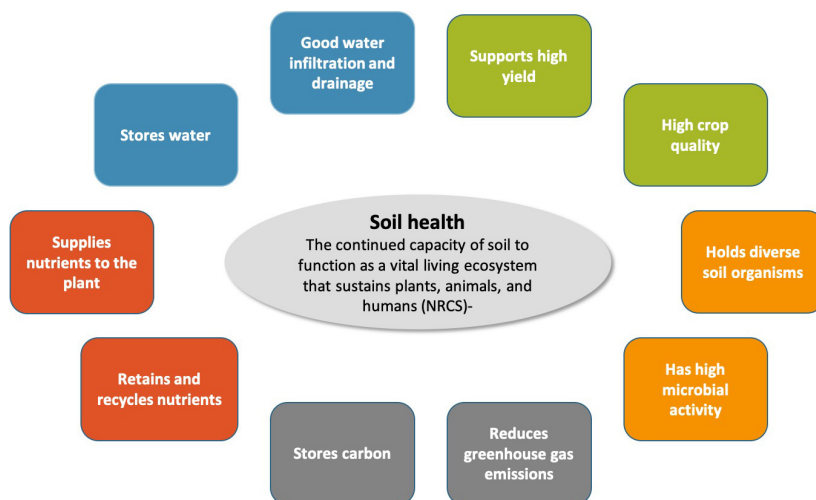 Good water
infiltration and
drainage
Supports high
yield
Stores water
High crop
quality
Soil health
The continued capacity of soil to
function as a vital living ecosystem
that sustains plants, animals, and
humans (NRCS)-
Supplies
nutrients to the
plant
Holds diverse
soil organisms
Retains and
recycles nutrients
Has high
microbial
activity
Stores carbon
Reduces
greenhouse gas
emissions